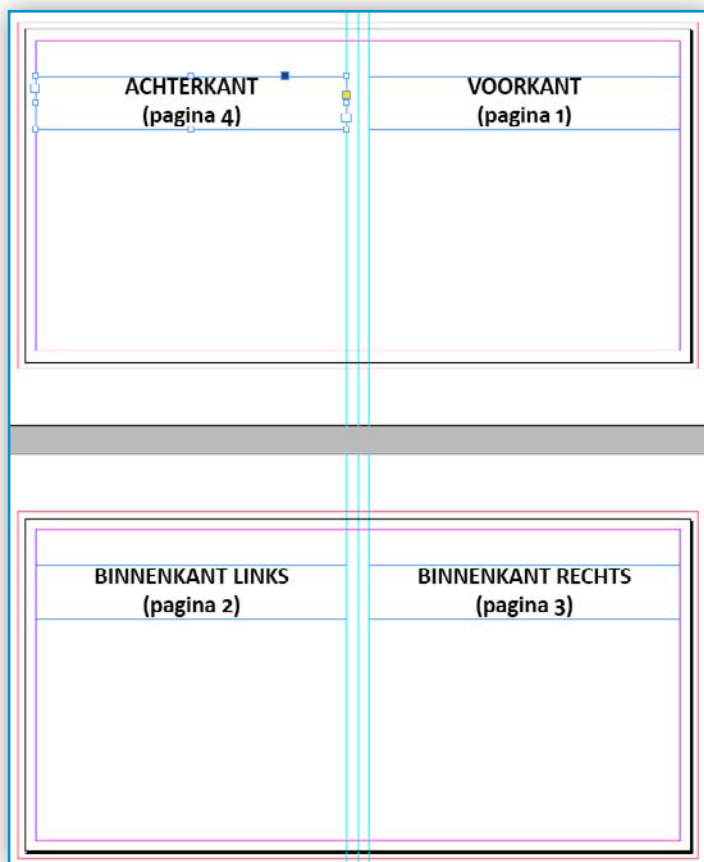 ACHTERKANT
(pagina 4)
VOORKANT
(pagina 1)
BINNENKANT LINKS
(pagina 2)
BINNENKANT RECHTS
(pagina 3)